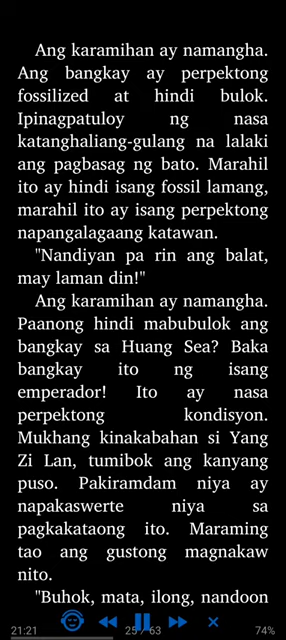 Ang karamihan ay namangha.
Ang bangkay ay perpektong
fossilized at hindi bulok.
Ipinagpatuloy ng nasa
katanghaliang-gulang na lalaki
ang pagbasag ng bato. Marahil
ito ay hindi isang fossil lamang,
marahil ito ay isang perpektong
napangalagaang katawan.
"Nandiyan pa rin ang balat,
may laman din!"
Ang karamihan ay namangha.
Paanong hindi mabubulok ang
bangkay sa Huang Sea? Baka
bangkay ito ng isang
emperador! Ito ay nasa
perpektong kondisyon.
Mukhang kinakabahan si Yang
Zi Lan, tumibok ang kanyang
puso. Pakiramdam niya ay
napakaswerte niya sa
pagkakataong ito. Maraming
tao ang gustong magnakaw
nito.
"Buhok, mata, ilong, nandoon
21:21 25 / 63 74%